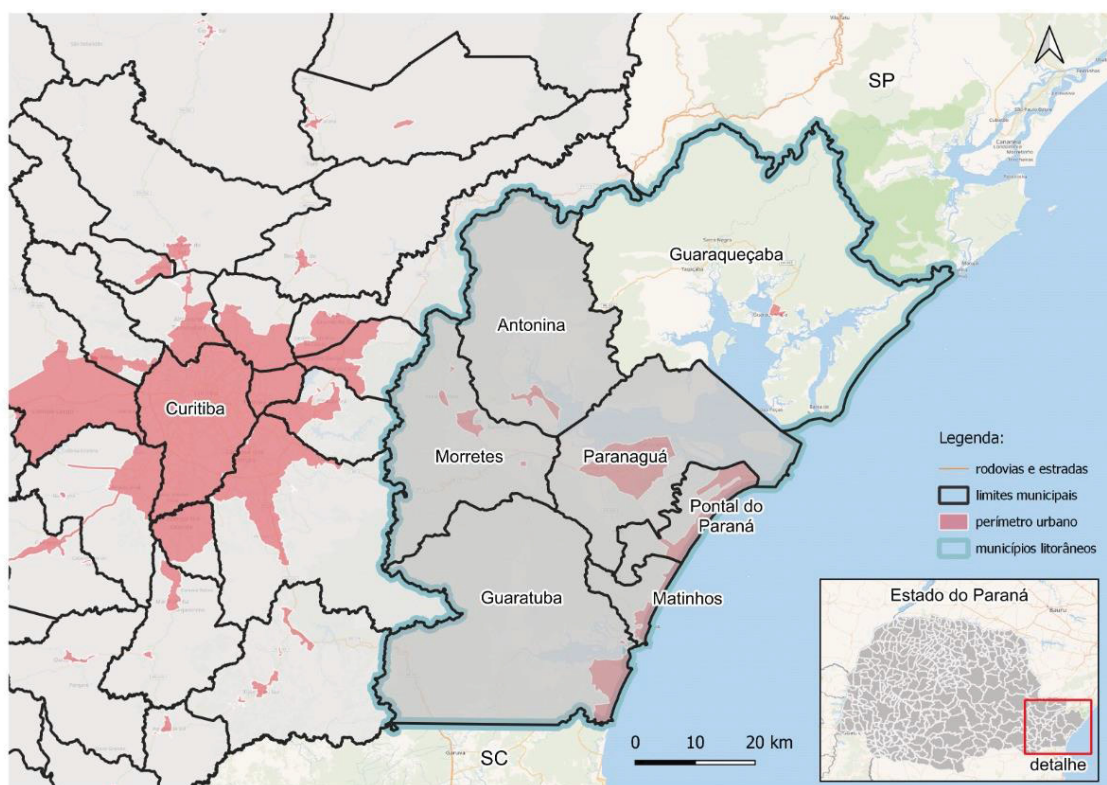 SP
Guaraqueçaba
Antonina
Curitiba
Morretes
Paranaguá
Pontal do
Paraná
Guaratuba
Matinhos
SC
Legenda:
rodovias e estradas
limites municipais
perímetro urbano
municípios litorâneos
0 10 20 km
Estado do Paraná
detalhe